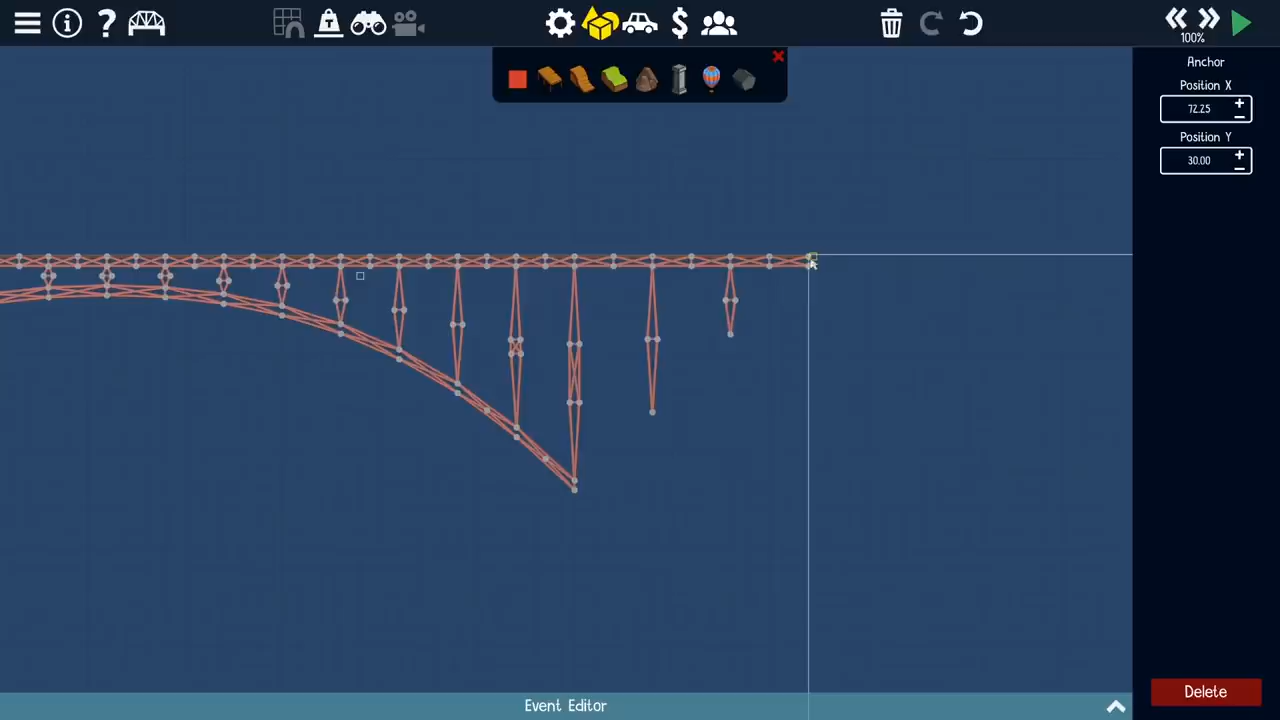 T
?
$
100%
Anchor
Position X
72.25
+
−
Position Y
30.00
+
−
Delete
Event Editor